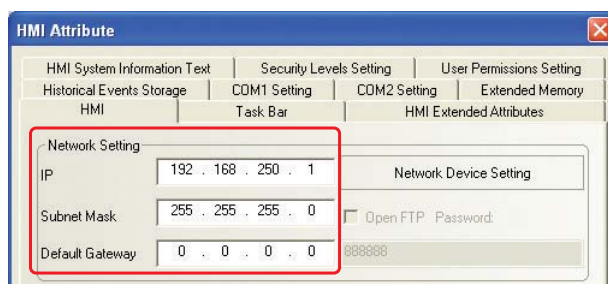 HMI Attribute
HMI System Information Text Security Levels Setting User Permissions Setting
Historical Events Storage COM1 Setting COM2 Setting Extended Memory
HMI Task Bar HMI Extended Attributes
Network Setting
IP 192 . 168 . 250 . 1 Network Device Setting
Subnet Mask 255 . 255 . 255 . 0 Open FTP Password:
Default Gateway 0 . 0 . 0 . 0 888888